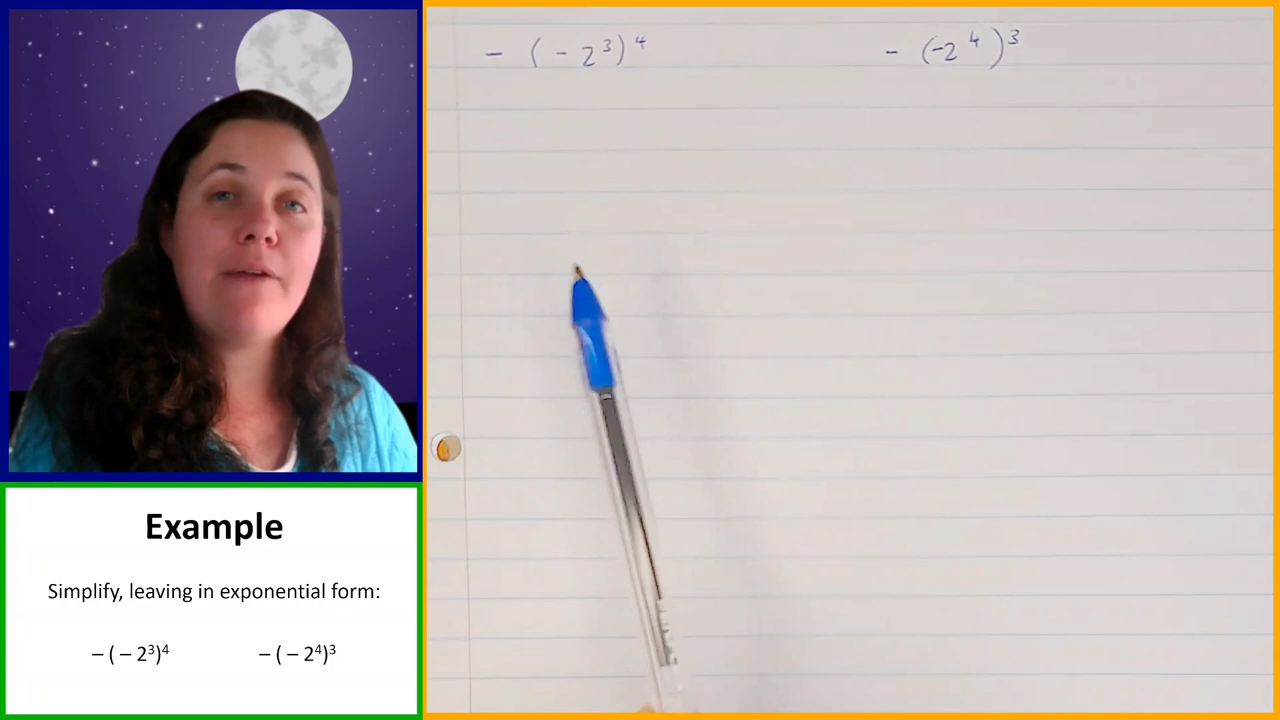 - (-2³)⁴ - (-2⁴)³
Example
Simplify, leaving in exponential form:
– ( – 2³)⁴ – ( – 2⁴)³